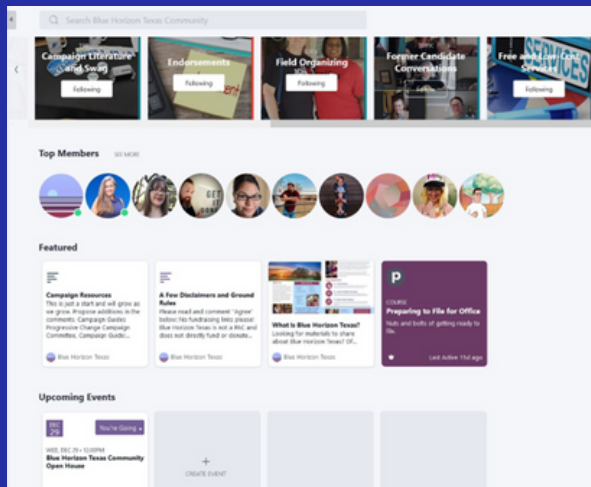 Search Blue Horizon Texas Community
Campaign Literature and Swag
Following
Endorsements
Following
Field Organizing
Following
Former Candidate Conversations
Follow
Free and Low-Cost Services
Following
SERVICES
Top Members SEE MORE
GET
IT
DONE
Featured
Campaign Resources
This is just a start and will grow as
we grow. Propose additions in the
comments. Campaign Guides
Progressive Change Campaign
Committee, Campaign Guide:...
Blue Horizon Texas
A Few Disclaimers and Ground
Rules
Please read and comment "Agree"
below: No fundraising links please!
Blue Horizon Texas is not a PAC and
does not directly fund or donate...
Blue Horizon Texas
What is Blue Horizon Texas?
Looking for materials to share
about Blue Horizon Texas? Of...
Blue Horizon Texas
P
COURSE
Preparing to File for Office
Nuts and bolts of getting ready to
file.
Last Active 15d ago
Upcoming Events
DEC
29
You're Going
WED, DEC 29 • 12:00PM
Blue Horizon Texas Community
Open House
+
CREATE EVENT